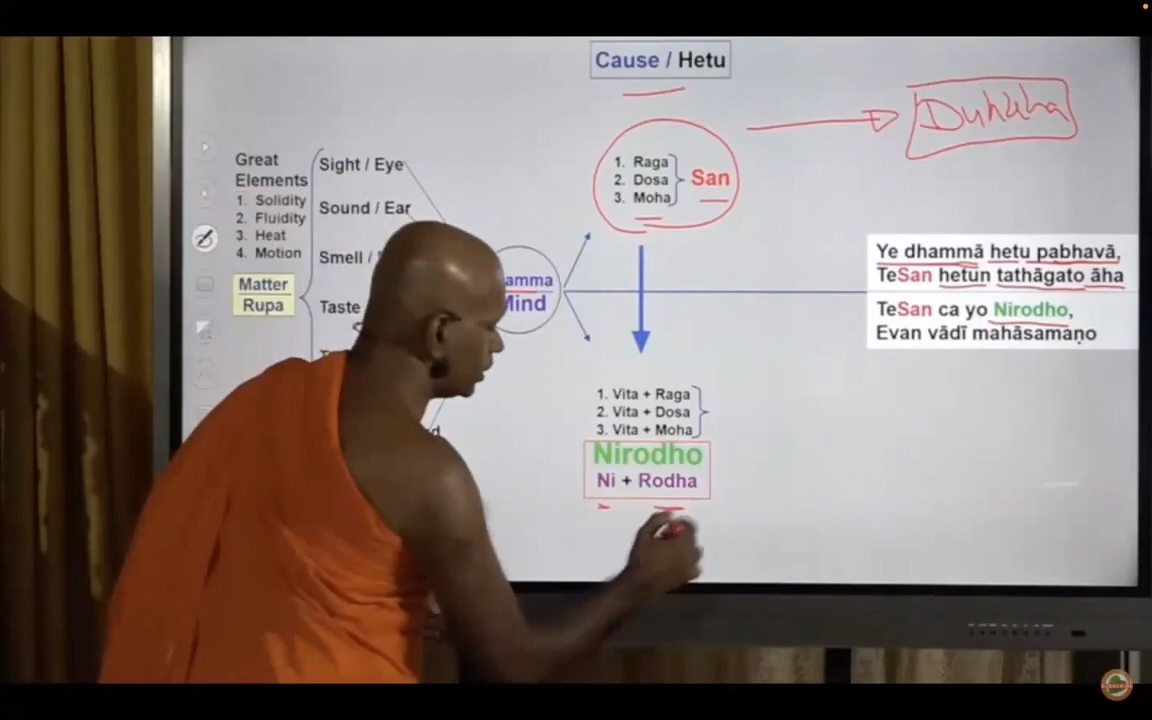 Cause / Hetu
Dukkha
Great
Elements
1. Solidity
2. Fluidity
3. Heat
4. Motion
Matter
Rupa
Sight / Eye
Sound / Ear
Smell /
Taste
Mind
1. Raga
2. Dosa
3. Moha
San
Ye dhammā hetu pabhavā,
TeSan hetun tathāgato āha
TeSan ca yo Nirodho,
Evan vādī mahāsamaṇo
1. Vita + Raga
2. Vita + Dosa
3. Vita + Moha
Nirodho
Ni + Rodha